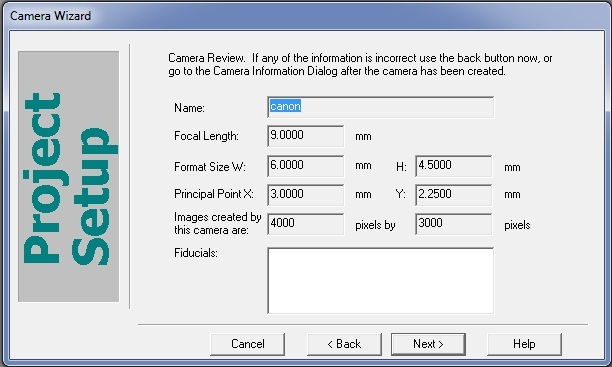 Camera Wizard
Project
Setup
Camera Review. If any of the information is incorrect use the back button now, or
go to the Camera Information Dialog after the camera has been created.
Name: canon
Focal Length: 9.0000 mm
Format Size W: 6.0000 mm H: 4.5000 mm
Principal Point X: 3.0000 mm Y: 2.2500 mm
Images created by
this camera are: 4000 pixels by 3000 pixels
Fiducials:
Cancel < Back Next > Help